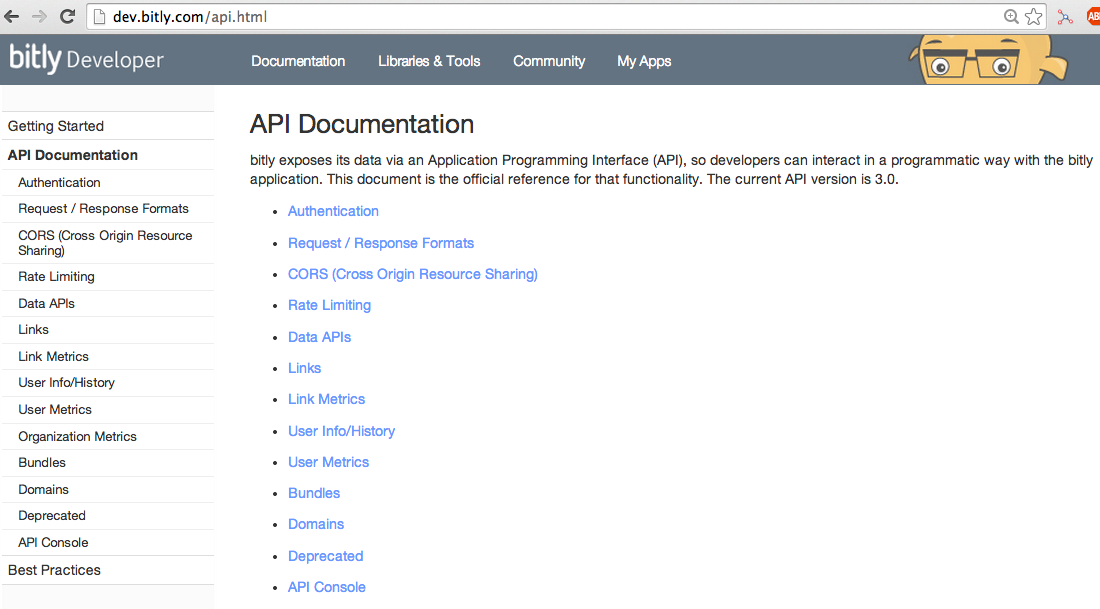 dev.bitly.com/api.html
bitly Developer
Documentation
Libraries & Tools
Community
My Apps
Getting Started
API Documentation
Authentication
Request / Response Formats
CORS (Cross Origin Resource
Sharing)
Rate Limiting
Data APIs
Links
Link Metrics
User Info/History
User Metrics
Organization Metrics
Bundles
Domains
Deprecated
API Console
Best Practices
API Documentation
bitly exposes its data via an Application Programming Interface (API), so developers can interact in a programmatic way with the bitly
application. This document is the official reference for that functionality. The current API version is 3.0.
Authentication
Request / Response Formats
CORS (Cross Origin Resource Sharing)
Rate Limiting
Data APIs
Links
Link Metrics
User Info/History
User Metrics
Bundles
Domains
Deprecated
API Console